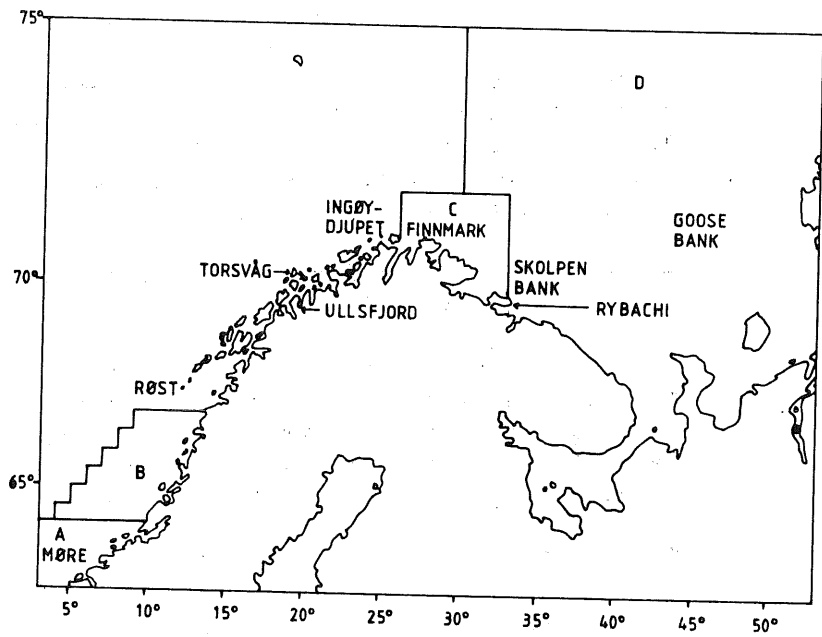 75°
D
INGØY-
DJUPET
C
FINNMARK
GOOSE
BANK
TORSVÅG
SKOLPEN
BANK
70°
RYBACHI
ULLSFJORD
RØST
B
65°
A
MØRE
5°
10°
15°
20°
25°
30°
35°
40°
45°
50°